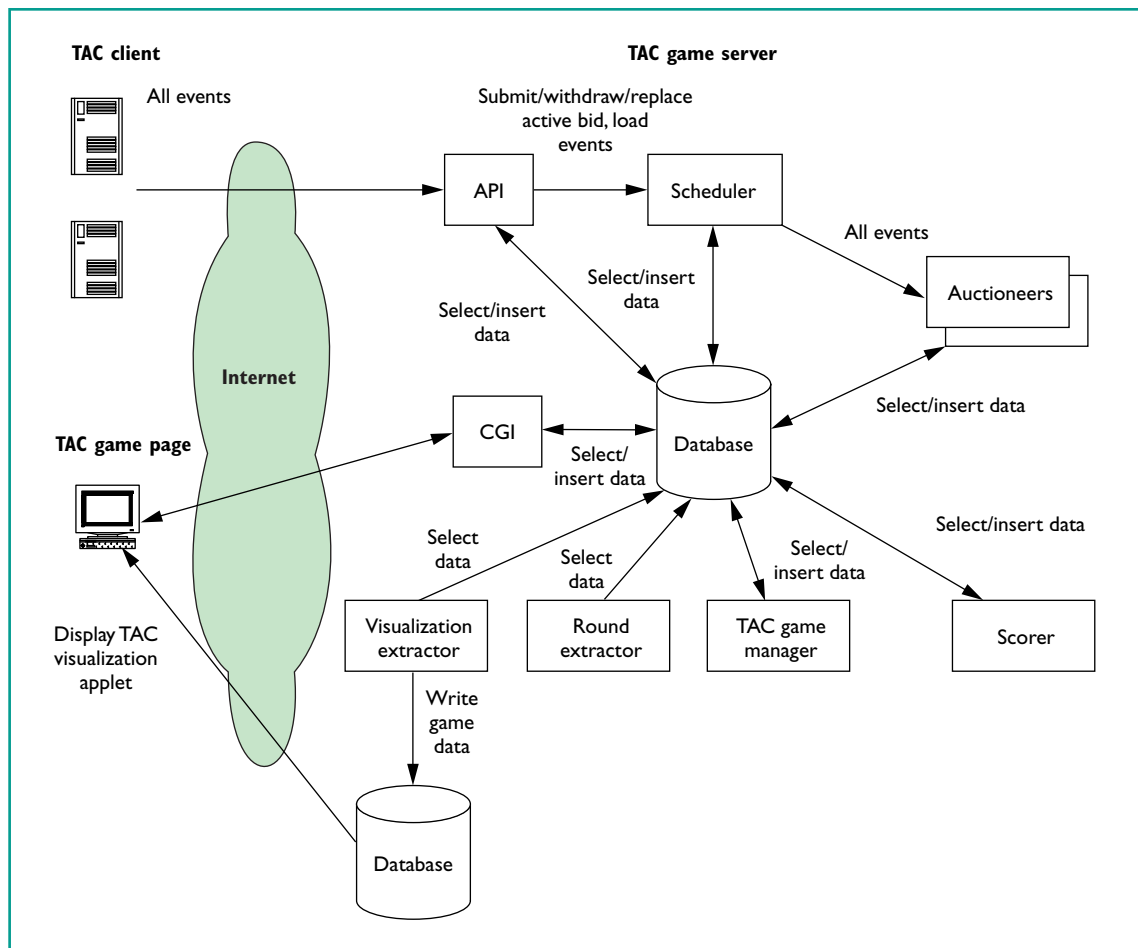 TAC client
TAC game server
All events
Submit/withdraw/replace
active bid, load
events
API
Scheduler
All events
Auctioneers
Select/insert
data
Select/insert
data
Internet
Select/insert data
TAC game page
CGI
Database
Select/
insert data
Select
data
Select
data
Select/
insert data
Select/insert data
Display TAC
visualization
applet
Visualization
extractor
Round
extractor
TAC game
manager
Scorer
Write
game
data
Database